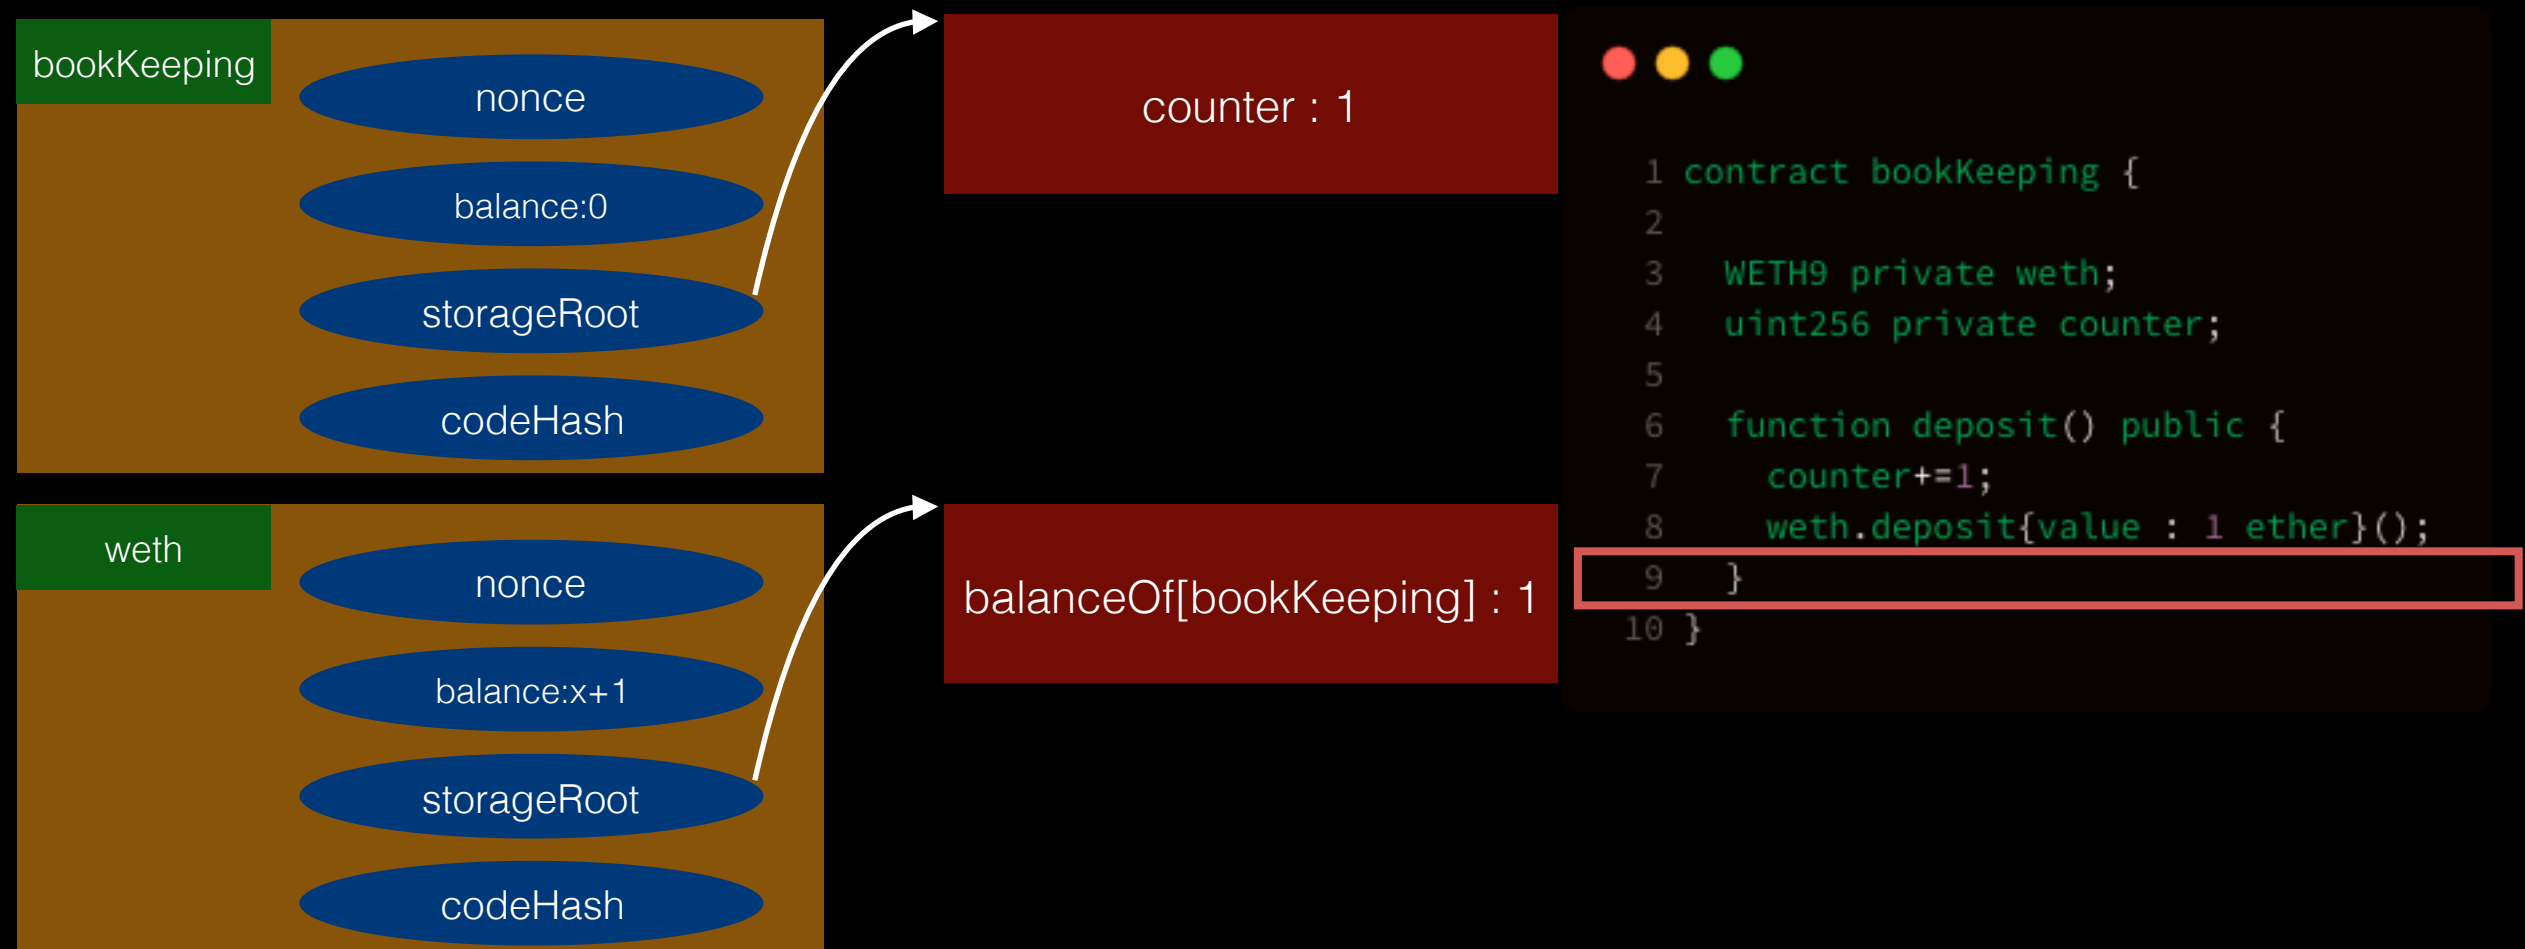 bookKeeping
nonce
balance:0
storageRoot
codeHash
counter : 1
weth
nonce
balance:x+1
storageRoot
codeHash
balanceOf[bookKeeping] : 1
1 contract bookKeeping {
2
3 WETH9 private weth;
4 uint256 private counter;
5
6 function deposit() public {
7 counter+=1;
8 weth.deposit{value : 1 ether}();
9 }
10 }